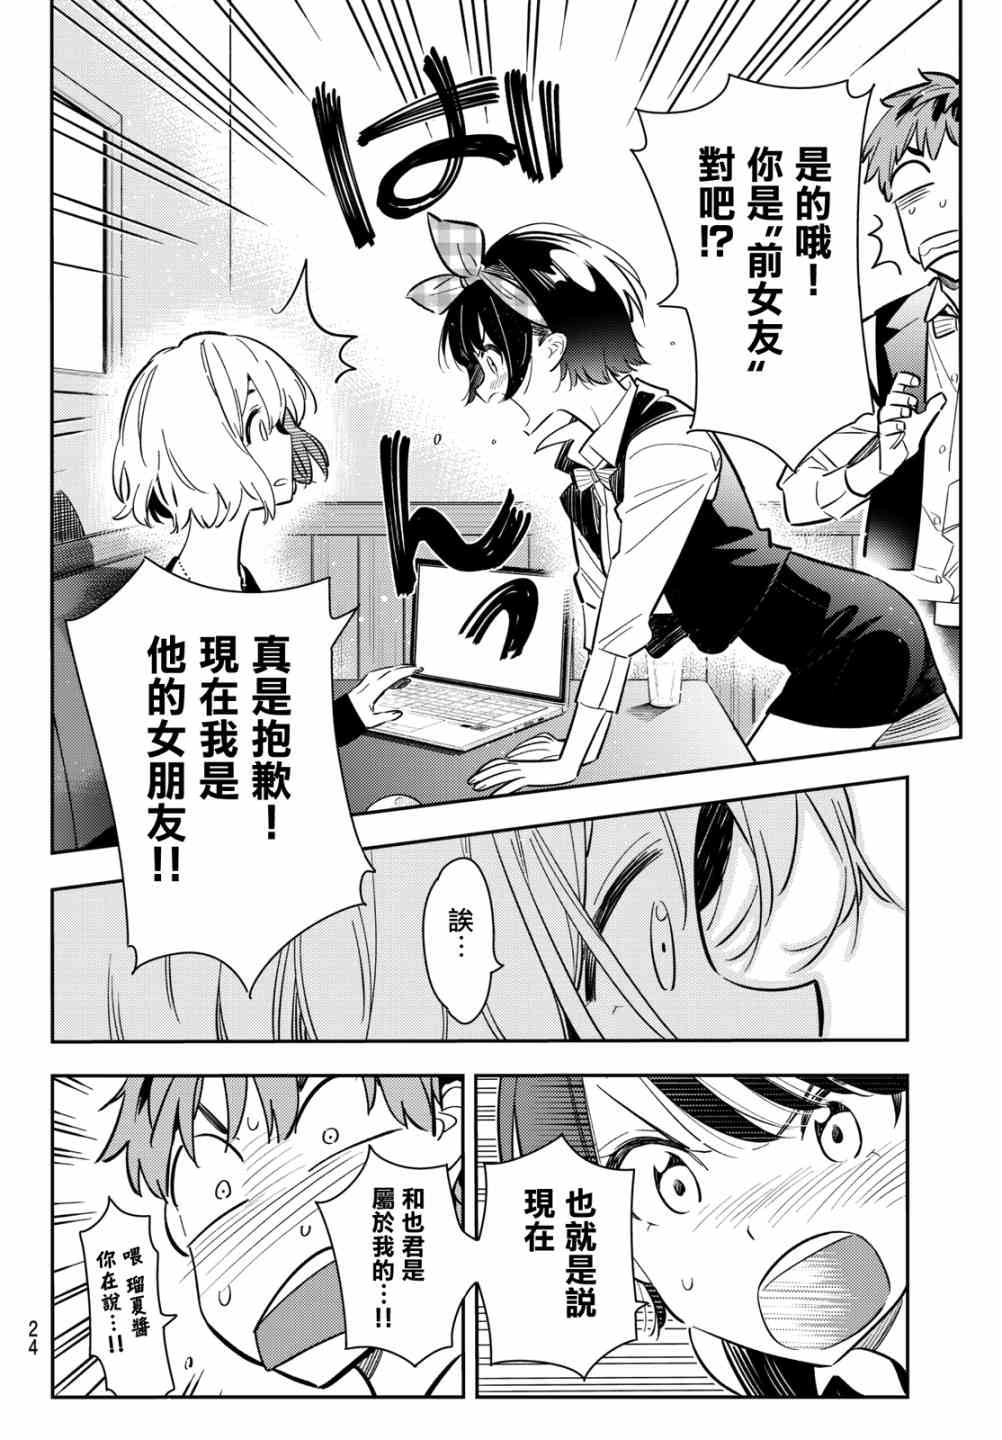 是的哦！
你是"前女友"
對吧!?
ばんっ
真是抱歉！
現在我是
他的女朋友!!
誒…
也就是說
現在
和也君是
屬於我的…!!
喂 瑠夏醬
你在說…!!
24